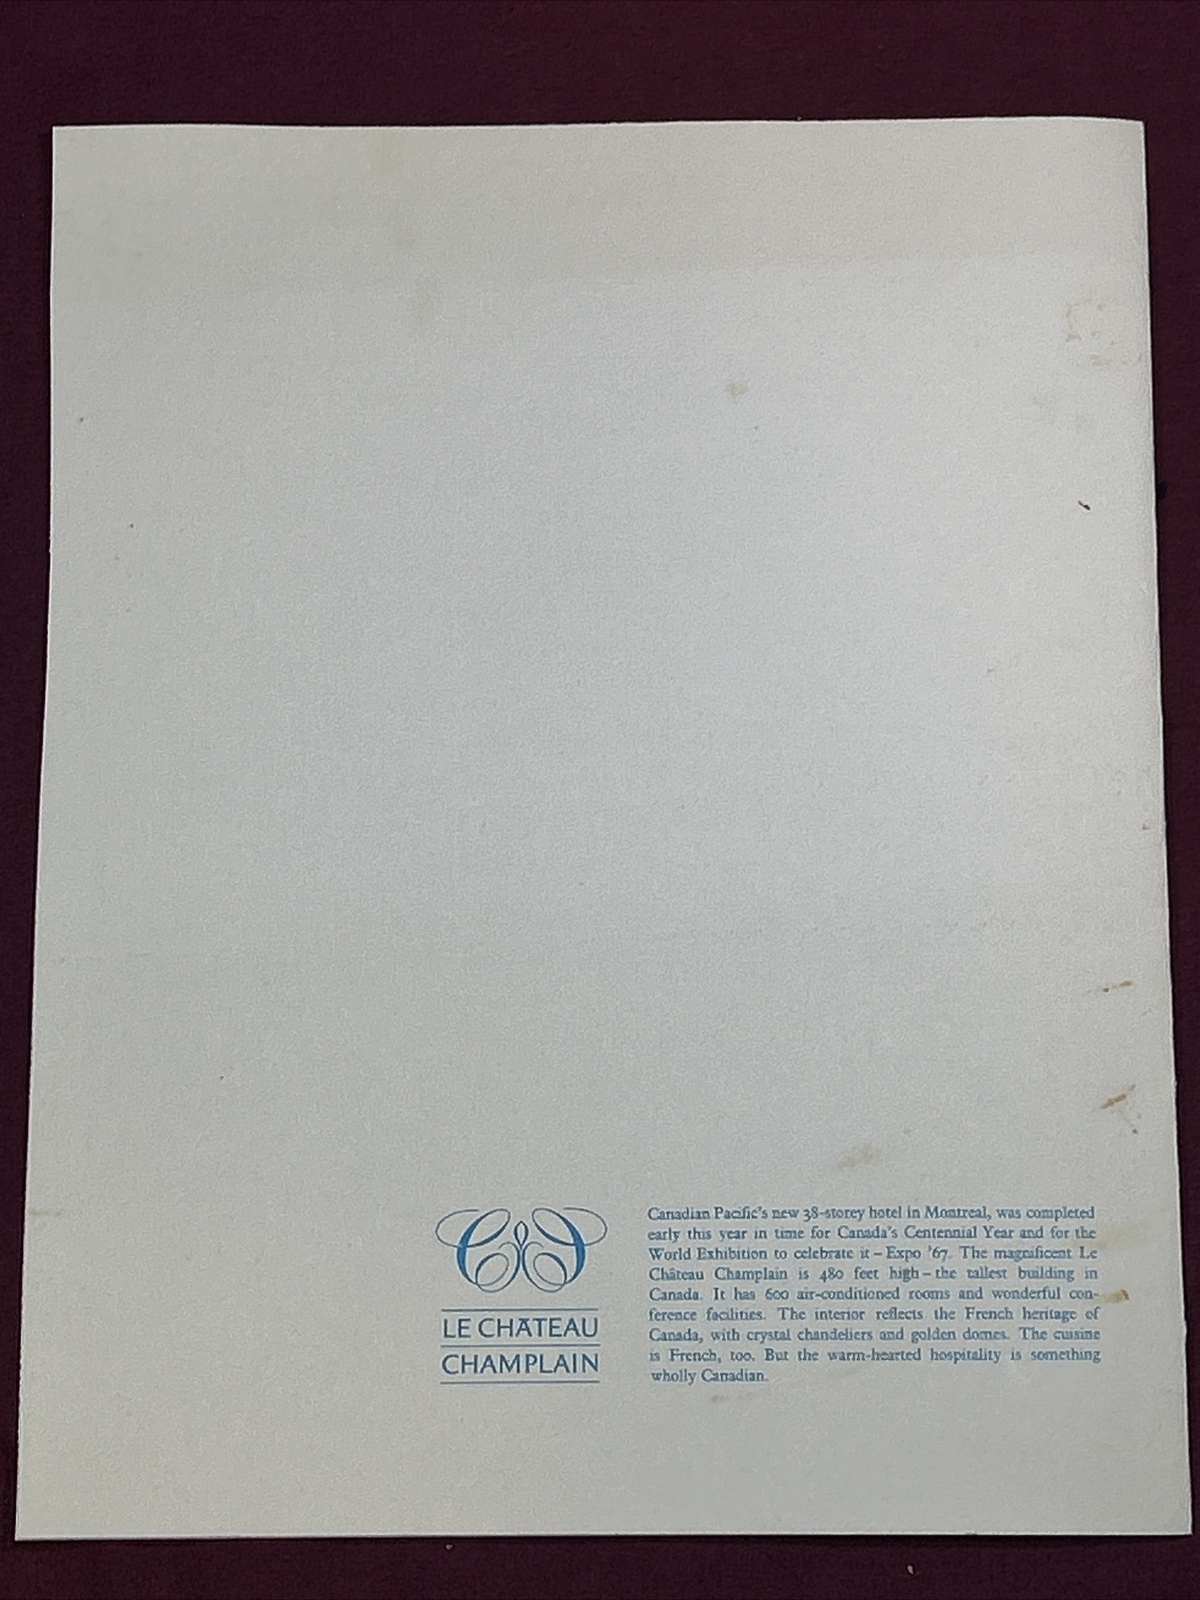 LE CHÂTEAU
CHAMPLAIN
Canadian Pacific's new 38-storey hotel in Montreal, was completed
early this year in time for Canada's Centennial Year and for the
World Exhibition to celebrate it – Expo '67. The magnificent Le
Château Champlain is 480 feet high – the tallest building in
Canada. It has 600 air-conditioned rooms and wonderful con-
ference facilities. The interior reflects the French heritage of
Canada, with crystal chandeliers and golden domes. The cuisine
is French, too. But the warm-hearted hospitality is something
wholly Canadian.